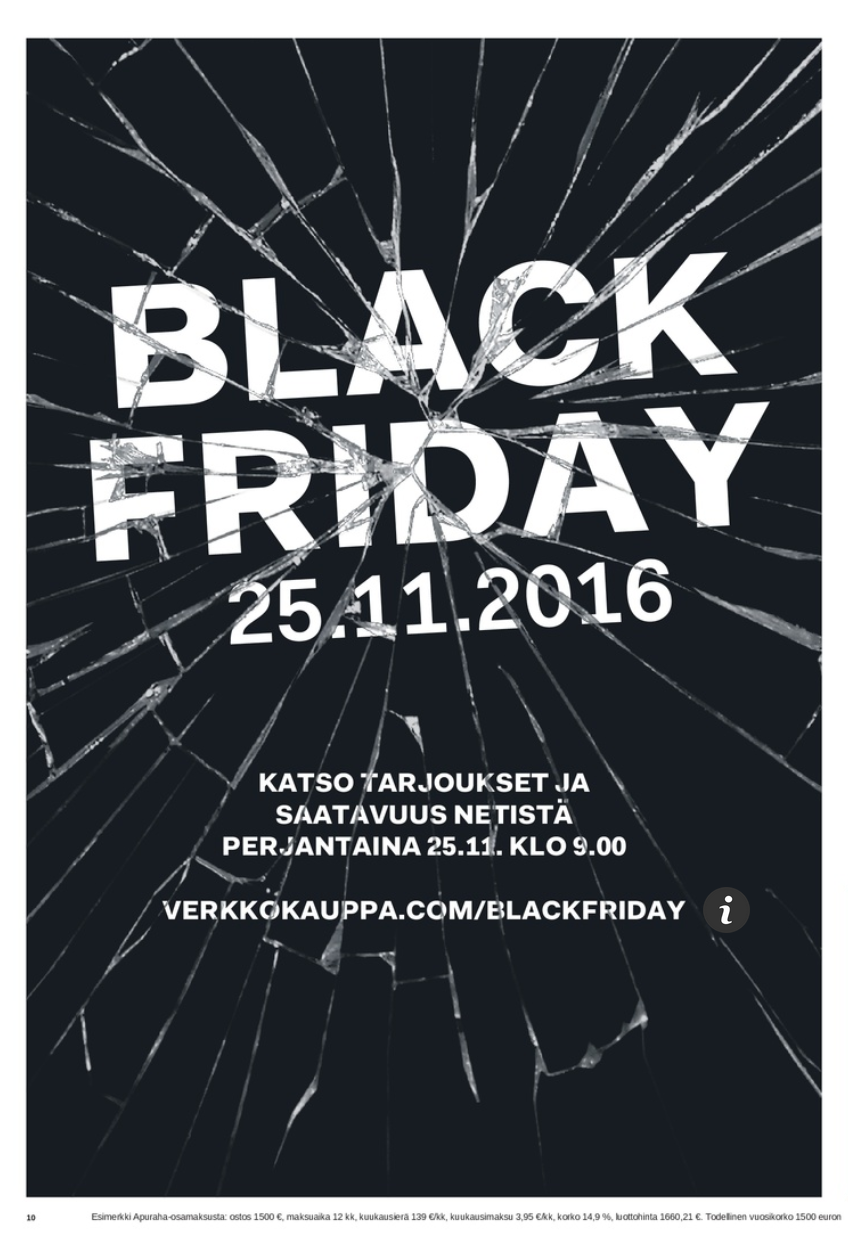 BLACK
FRIDAY
25.11.2016
KATSO TARJOUKSET JA
SAATAVUUS NETISTÄ
PERJANTAINA 25.11. KLO 9.00
VERKKOKAUPPA.COM/BLACKFRIDAY i
10 Esimerkki Apuraha-osamaksusta: ostos 1500 €, maksuaika 12 kk, kuukausierä 139 €/kk, kuukausimaksu 3,95 €/kk, korko 14,9 %, luottohinta 1660,21 €. Todellinen vuosikorko 1500 euron